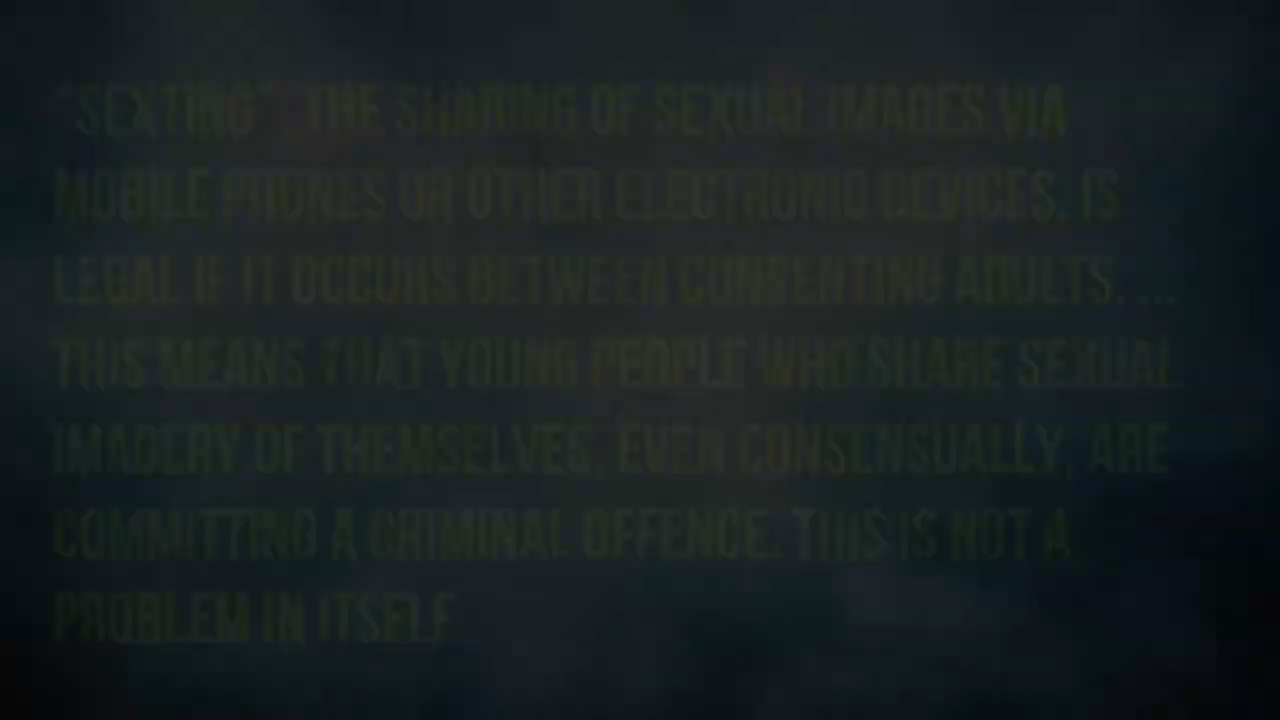 "SEXTING", THE SHARING OF SEXUAL IMAGES VIA
MOBILE PHONES OR OTHER ELECTRONIC DEVICES, IS
LEGAL IF IT OCCURS BETWEEN CONSENTING ADULTS. ...
THIS MEANS THAT YOUNG PEOPLE WHO SHARE SEXUAL
IMAGERY OF THEMSELVES, EVEN CONSENSUALLY, ARE
COMMITTING A CRIMINAL OFFENCE. THIS IS NOT A
PROBLEM IN ITSELF